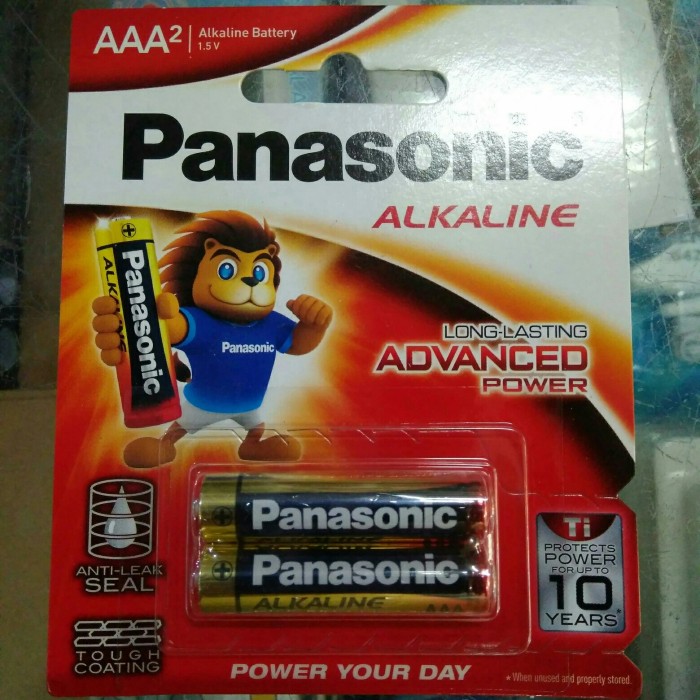 AAA2 Alkaline Battery
1.5 V
Panasonic
ALKALINE
Panasonic
ALKALINE
Panasonic
LONG-LASTING
ADVANCED
POWER
Panasonic
Panasonic
ALKALINE AAA
ANTI-LEAK
SEAL
Ti
PROTECTS
POWER
FOR UP TO
10
YEARS*
TOUGH
COATING
POWER YOUR DAY
* When unused and properly stored.